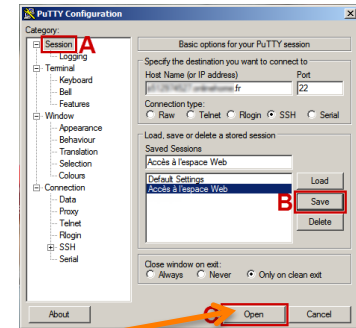 PuTTY Configuration
Category:
Session
A
Logging
Terminal
Keyboard
Bell
Features
Window
Appearance
Behaviour
Translation
Selection
Colours
Connection
Data
Proxy
Telnet
Rlogin
SSH
Serial
Basic options for your PuTTY session
Specify the destination you want to connect to
Host Name (or IP address) Port
.fr 22
Connection type:
Raw Telnet Rlogin SSH Serial
Load, save or delete a stored session
Saved Sessions
Accès à l'espace Web
Default Settings
Accès à l'espace Web
Load
B Save
Delete
Close window on exit:
Always Never Only on clean exit
About C Open Cancel